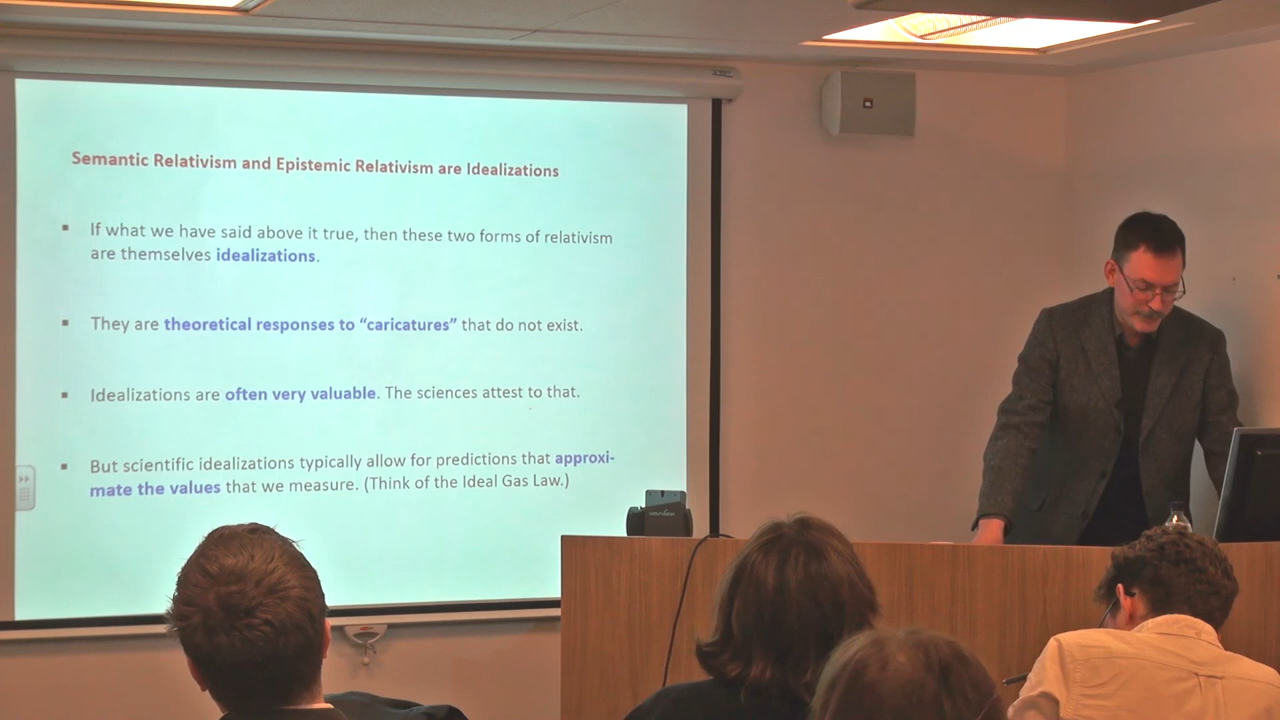 Semantic Relativism and Epistemic Relativism are Idealizations
▪ If what we have said above it true, then these two forms of relativism
are themselves idealizations.
▪ They are theoretical responses to “caricatures” that do not exist.
▪ Idealizations are often very valuable. The sciences attest to that.
▪ But scientific idealizations typically allow for predictions that approxi-
mate the values that we measure. (Think of the Ideal Gas Law.)